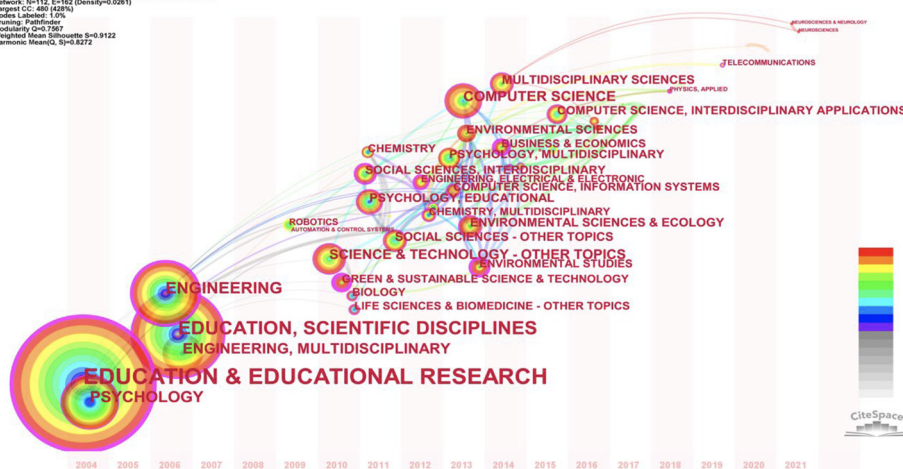 etwork: N=112, E=162 (Density=0.0261)
argest CC: 480 (428%)
odes Labeled: 1.0%
runing: Pathfinder
odularity Q=0.7567
eighted Mean Silhouette S=0.9122
armonic Mean(Q, S)=0.8272
NEUROSCIENCES & NEUROLOGY
NEUROSCIENCES
TELECOMMUNICATIONS
MULTIDISCIPLINARY SCIENCES
PHYSICS, APPLIED
COMPUTER SCIENCE
COMPUTER SCIENCE, INTERDISCIPLINARY APPLICATIONS
ENVIRONMENTAL SCIENCES
BUSINESS & ECONOMICS
CHEMISTRY
PSYCHOLOGY, MULTIDISCIPLINARY
SOCIAL SCIENCES, INTERDISCIPLINARY
ENGINEERING, ELECTRICAL & ELECTRONIC
COMPUTER SCIENCE, INFORMATION SYSTEMS
PSYCHOLOGY, EDUCATIONAL
CHEMISTRY, MULTIDISCIPLINARY
ROBOTICS
ENVIRONMENTAL SCIENCES & ECOLOGY
AUTOMATION & CONTROL SYSTEMS
SOCIAL SCIENCES - OTHER TOPICS
SCIENCE & TECHNOLOGY - OTHER TOPICS
ENVIRONMENTAL STUDIES
GREEN & SUSTAINABLE SCIENCE & TECHNOLOGY
ENGINEERING
BIOLOGY
LIFE SCIENCES & BIOMEDICINE - OTHER TOPICS
EDUCATION, SCIENTIFIC DISCIPLINES
ENGINEERING, MULTIDISCIPLINARY
EDUCATION & EDUCATIONAL RESEARCH
PSYCHOLOGY
CiteSpace
2004 2005 2006 2007 2008 2009 2010 2011 2012 2013 2014 2015 2016 2017 2018 2019 2020 2021